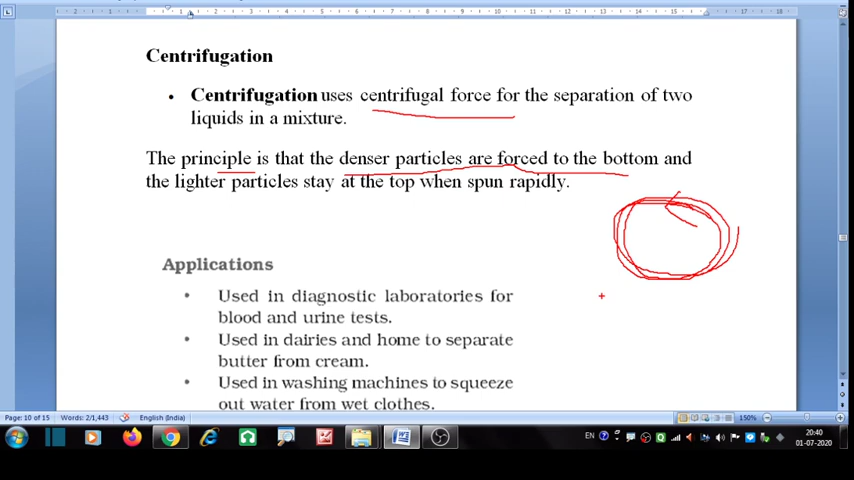 Centrifugation
• Centrifugation uses centrifugal force for the separation of two
liquids in a mixture.
The principle is that the denser particles are forced to the bottom and
the lighter particles stay at the top when spun rapidly.
Applications
• Used in diagnostic laboratories for
blood and urine tests.
• Used in dairies and home to separate
butter from cream.
• Used in washing machines to squeeze
out water from wet clothes.
Page: 10 of 15 Words: 2/1,443 English (India) 150%
EN 20:40
01-07-2020